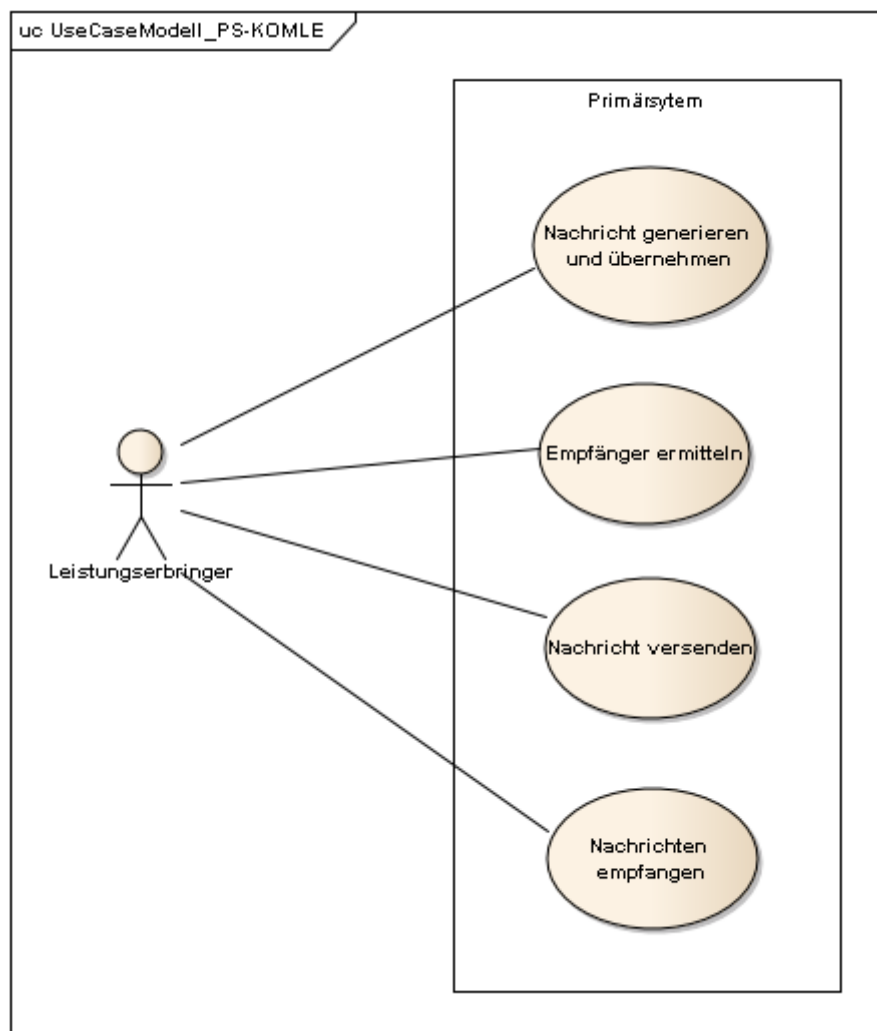 uc UseCaseModell_PS-KOMLE
Primärsytem
Nachricht generieren
und übernehmen
Empfänger ermitteln
Leistungserbringer
Nachricht versenden
Nachrichten
empfangen